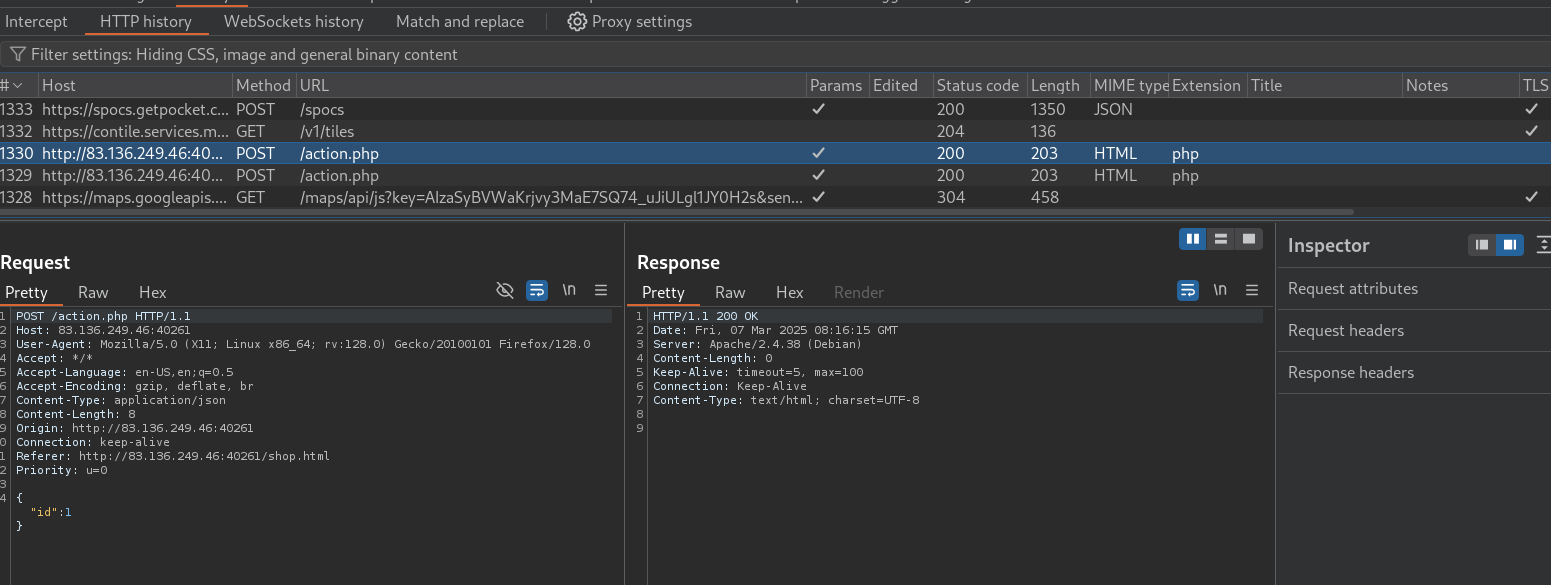 Intercept HTTP history WebSockets history Match and replace Proxy settings
Filter settings: Hiding CSS, image and general binary content
# Host Method URL Params Edited Status code Length MIME type Extension Title Notes TLS
1333 https://spocs.getpocket.c... POST /spocs ✓ 200 1350 JSON ✓
1332 https://contile.services.m... GET /v1/tiles 204 136 ✓
1330 http://83.136.249.46:40... POST /action.php ✓ 200 203 HTML php
1329 http://83.136.249.46:40... POST /action.php ✓ 200 203 HTML php
1328 https://maps.googleapis.... GET /maps/api/js?key=AIzaSyBVWaKrjvy3MaE7SQ74_uJiULgl1JY0H2s&sen... ✓ 304 458 ✓
Request
Pretty Raw Hex \n
1 POST /action.php HTTP/1.1
2 Host: 83.136.249.46:40261
3 User-Agent: Mozilla/5.0 (X11; Linux x86_64; rv:128.0) Gecko/20100101 Firefox/128.0
4 Accept: */*
5 Accept-Language: en-US,en;q=0.5
6 Accept-Encoding: gzip, deflate, br
7 Content-Type: application/json
8 Content-Length: 8
9 Origin: http://83.136.249.46:40261
0 Connection: keep-alive
1 Referer: http://83.136.249.46:40261/shop.html
2 Priority: u=0
3
4 {
"id":1
}
Response
Pretty Raw Hex Render \n
1 HTTP/1.1 200 OK
2 Date: Fri, 07 Mar 2025 08:16:15 GMT
3 Server: Apache/2.4.38 (Debian)
4 Content-Length: 0
5 Keep-Alive: timeout=5, max=100
6 Connection: Keep-Alive
7 Content-Type: text/html; charset=UTF-8
8
9
Inspector
Request attributes
Request headers
Response headers